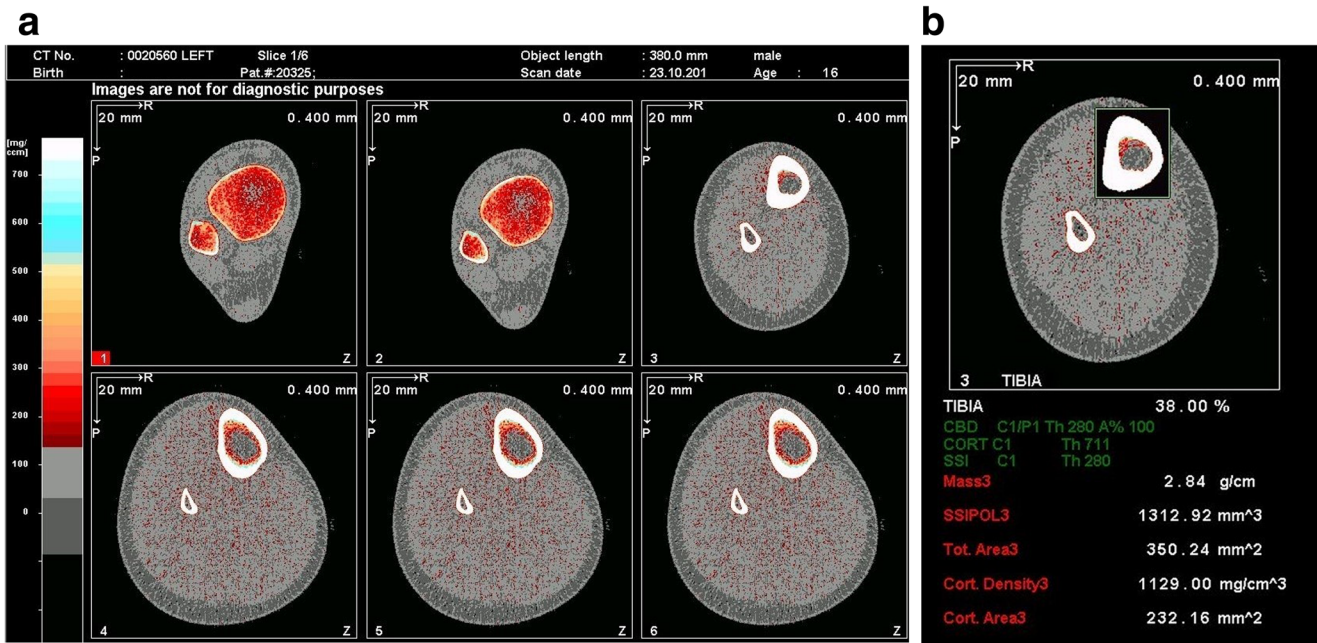 a
CT No. : 0020560 LEFT Slice 1/6 Object length : 380.0 mm male
Birth : Pat.#:20325; Scan date : 23.10.201 Age : 16
Images are not for diagnostic purposes
[mg/
ccm]
700
600
500
400
300
200
100
0
R
20 mm 0.400 mm
P
1 Z
R
20 mm 0.400 mm
P
2 Z
R
20 mm 0.400 mm
P
3 Z
R
20 mm 0.400 mm
P
4 Z
R
20 mm 0.400 mm
P
5 Z
R
20 mm 0.400 mm
P
6 Z
b
R
20 mm 0.400 mm
P
3 TIBIA
TIBIA 38.00 %
CBD C1/P1 Th 280 A% 100
CORT C1 Th 711
SSI C1 Th 280
Mass3 2.84 g/cm
SSIPOL3 1312.92 mm^3
Tot. Area3 350.24 mm^2
Cort. Density3 1129.00 mg/cm^3
Cort. Area3 232.16 mm^2